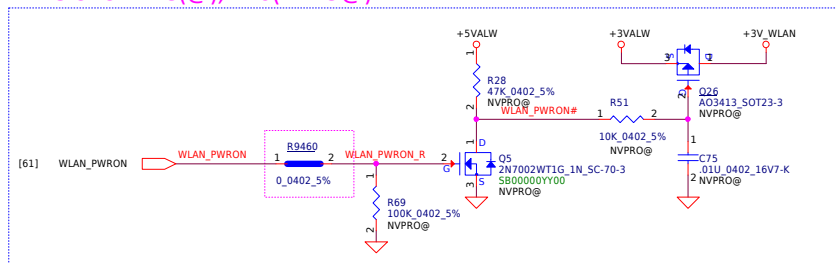 +5VALW
+3VALW
+3V_WLAN
1
R28
47K_0402_5%
NVPRO@
2
3
S
D
1
G
2
Q26
AO3413_SOT23-3
NVPRO@
WLAN_PWRON#
R51
1
2
10K_0402_5%
NVPRO@
1
C75
.01U_0402_16V7-K
NVPRO@
2
[61]
WLAN_PWRON
WLAN_PWRON
R9460
1
2
0_0402_5%
WLAN_PWRON_R
2
G
1
D
Q5
2N7002WT1G_1N_SC-70-3
SB00000YY00
NVPRO@
3
S
1
R69
100K_0402_5%
NVPRO@
2